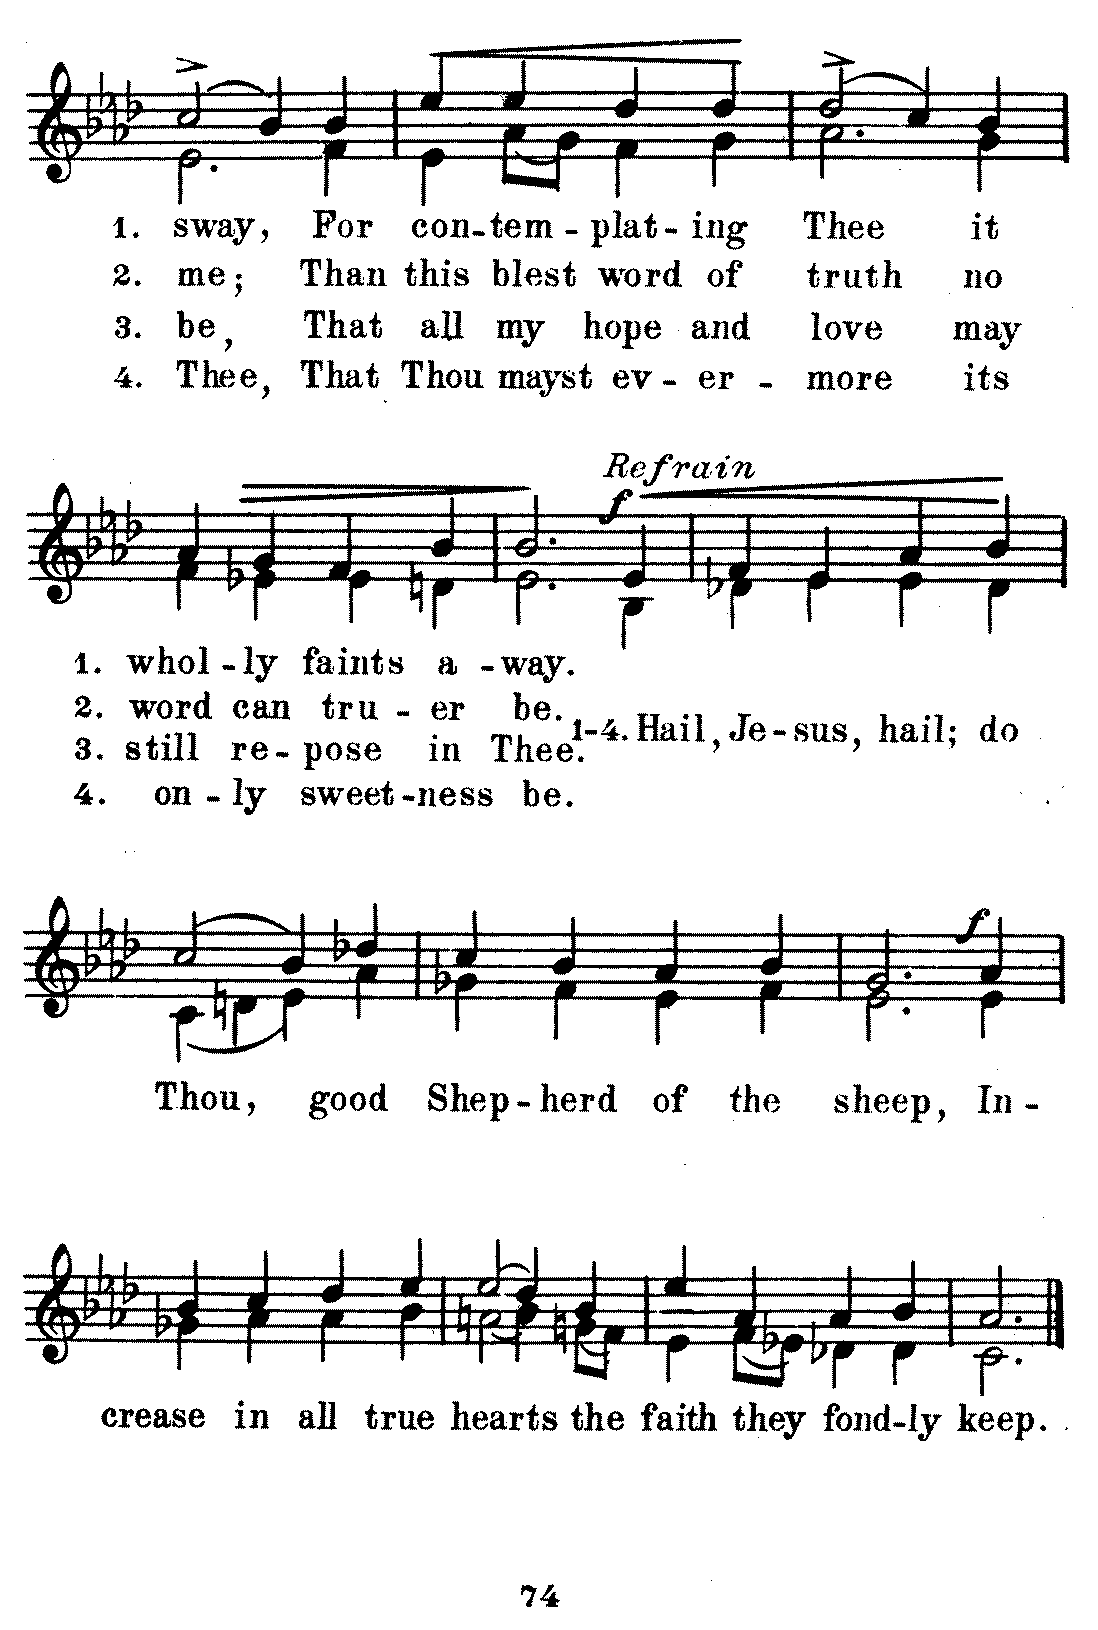 1. sway, For con-tem-plat-ing Thee it
2. me; Than this blest word of truth no
3. be, That all my hope and love may
4. Thee, That Thou mayst ev-er-more its
Refrain
f
1. whol-ly faints a-way.
2. word can tru-er be.
1-4. Hail, Je-sus, hail; do
3. still re-pose in Thee.
4. on-ly sweet-ness be.
f
Thou, good Shep-herd of the sheep, In-
crease in all true hearts the faith they fond-ly keep.
74